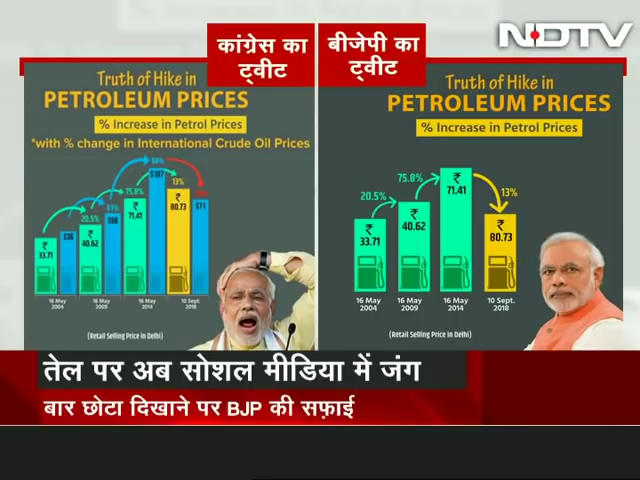 NDTV
कांग्रेस का
ट्वीट
बीजेपी का
ट्वीट
Truth of Hike in
PETROLEUM PRICES
% Increase in Petrol Prices
*with % change in International Crude Oil Prices
20.5%
75.8%
13%
₹
33.71
$36
₹
40.62
$58
₹
71.41
$107
₹
80.73
$71
16 May
2004
16 May
2009
16 May
2014
10 Sept.
2018
(Retail Selling Price in Delhi)
Truth of Hike in
PETROLEUM PRICES
% Increase in Petrol Prices
20.5%
75.8%
13%
₹
33.71
₹
40.62
₹
71.41
₹
80.73
16 May
2004
16 May
2009
16 May
2014
10 Sept.
2018
(Retail Selling Price in Delhi)
तेल पर अब सोशल मीडिया में जंग
बार छोटा दिखाने पर BJP की सफ़ाई